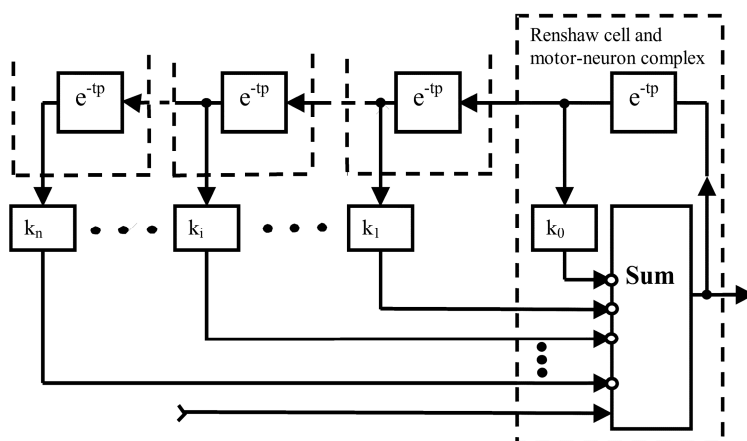 Renshaw cell and
motor-neuron complex
e^-tp e^-tp e^-tp e^-tp
k_n k_i k_1 k_0
Sum